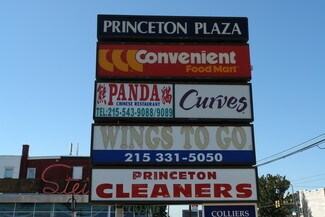 PRINCETON PLAZA
Convenient
Food Mart
PANDA
CHINESE RESTAURANT
TEL:215-543-9088/9089
Curves
WINGS TO GO
215 331-5050
PRINCETON
CLEANERS
COLLIERS